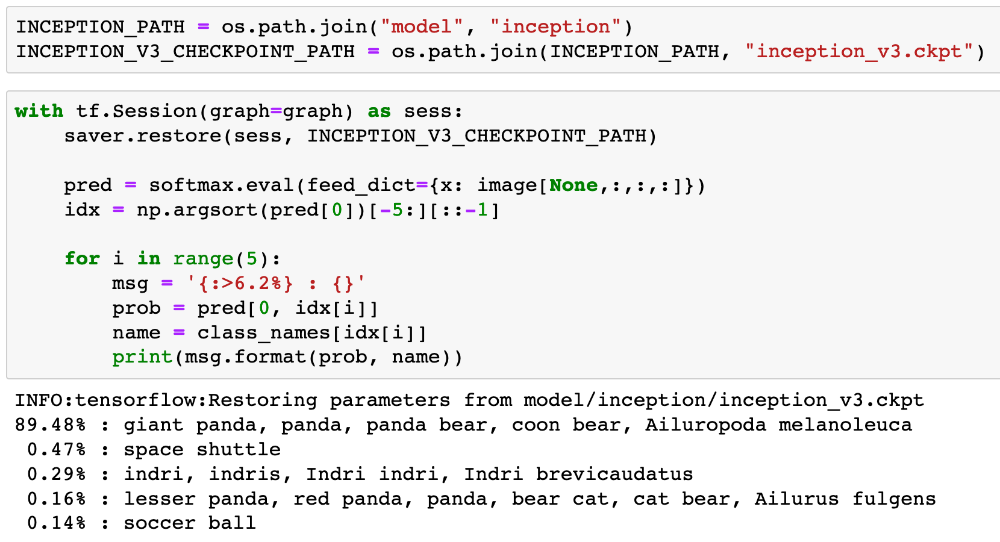 INCEPTION_PATH = os.path.join("model", "inception")
INCEPTION_V3_CHECKPOINT_PATH = os.path.join(INCEPTION_PATH, "inception_v3.ckpt")
with tf.Session(graph=graph) as sess:
    saver.restore(sess, INCEPTION_V3_CHECKPOINT_PATH)
    pred = softmax.eval(feed_dict={x: image[None,:,:,:]})
    idx = np.argsort(pred[0])[-5:][::-1]
    for i in range(5):
        msg = '{:>6.2%} : {}'
        prob = pred[0, idx[i]]
        name = class_names[idx[i]]
        print(msg.format(prob, name))
INFO:tensorflow:Restoring parameters from model/inception/inception_v3.ckpt
89.48% : giant panda, panda, panda bear, coon bear, Ailuropoda melanoleuca
 0.47% : space shuttle
 0.29% : indri, indris, Indri indri, Indri brevicaudatus
 0.16% : lesser panda, red panda, panda, bear cat, cat bear, Ailurus fulgens
 0.14% : soccer ball